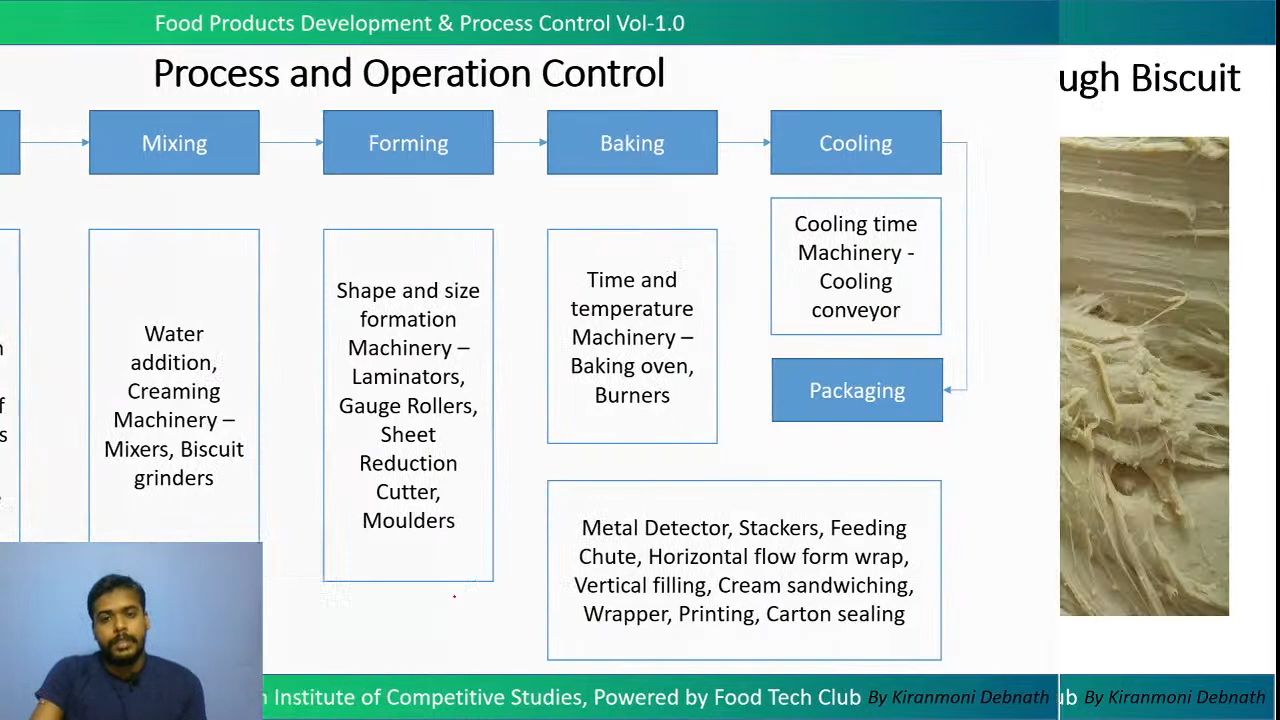 Food Products Development & Process Control Vol-1.0
Process and Operation Control
ugh Biscuit
Mixing
Forming
Baking
Cooling
Water
addition,
Creaming
Machinery –
Mixers, Biscuit
grinders
Shape and size
formation
Machinery –
Laminators,
Gauge Rollers,
Sheet
Reduction
Cutter,
Moulders
Time and
temperature
Machinery –
Baking oven,
Burners
Cooling time
Machinery -
Cooling
conveyor
Packaging
Metal Detector, Stackers, Feeding
Chute, Horizontal flow form wrap,
Vertical filling, Cream sandwiching,
Wrapper, Printing, Carton sealing
Institute of Competitive Studies, Powered by Food Tech Club By Kiranmoni Debnath
ub By Kiranmoni Debnath